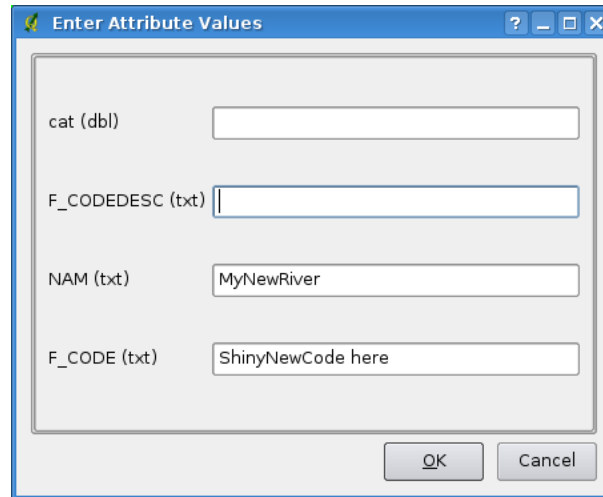 Enter Attribute Values
cat (dbl)
F_CODEDESC (txt)
NAM (txt) MyNewRiver
F_CODE (txt) ShinyNewCode here
OK Cancel